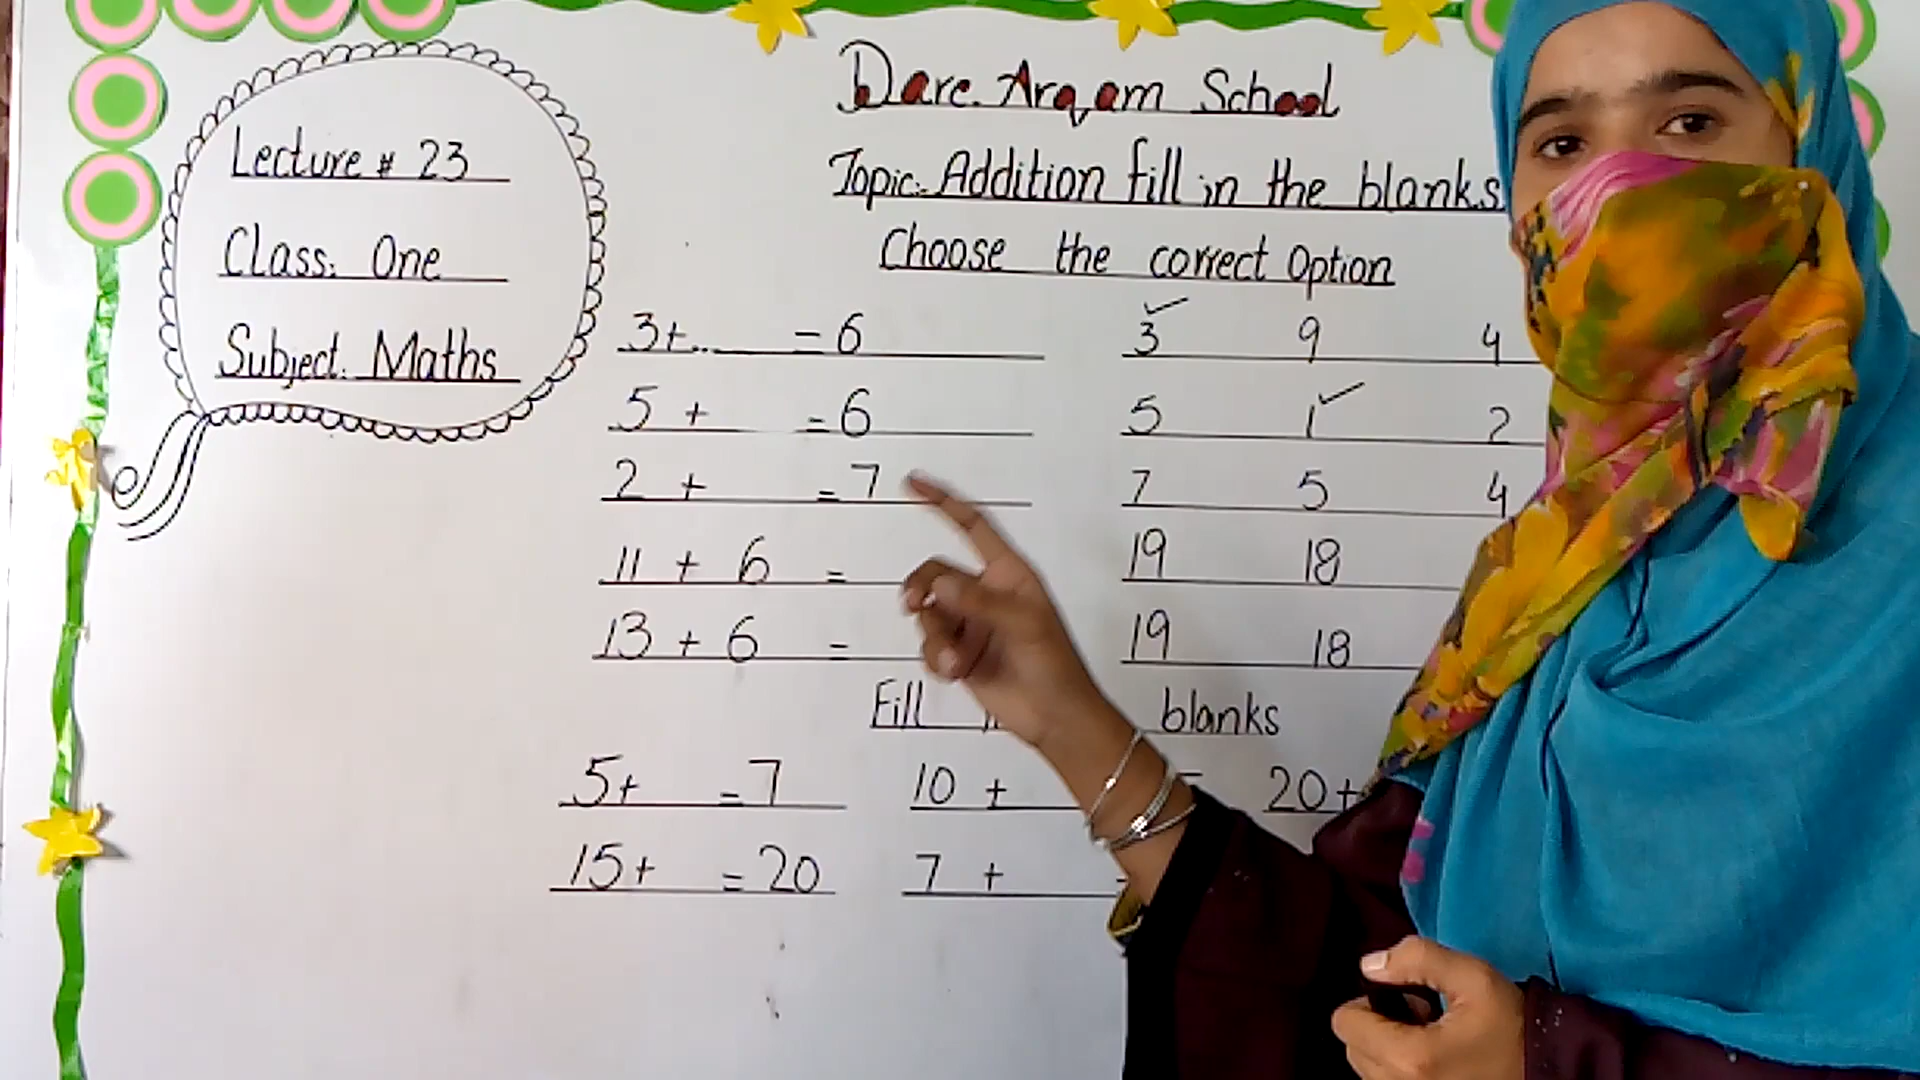 Lecture # 23
Class: One
Subject. Maths
Dare. Arqam School
Topic: Addition fill in the blanks
Choose the correct Option
3+..___ = 6 3 ✓ 9 4
5 + = 6 5 1 ✓ 2
2 + = 7 7 5 4
11 + 6 = 19 18
13 + 6 = 19 18
Fill blanks
5+ = 7 10 + 20+
15+ = 20 7 +